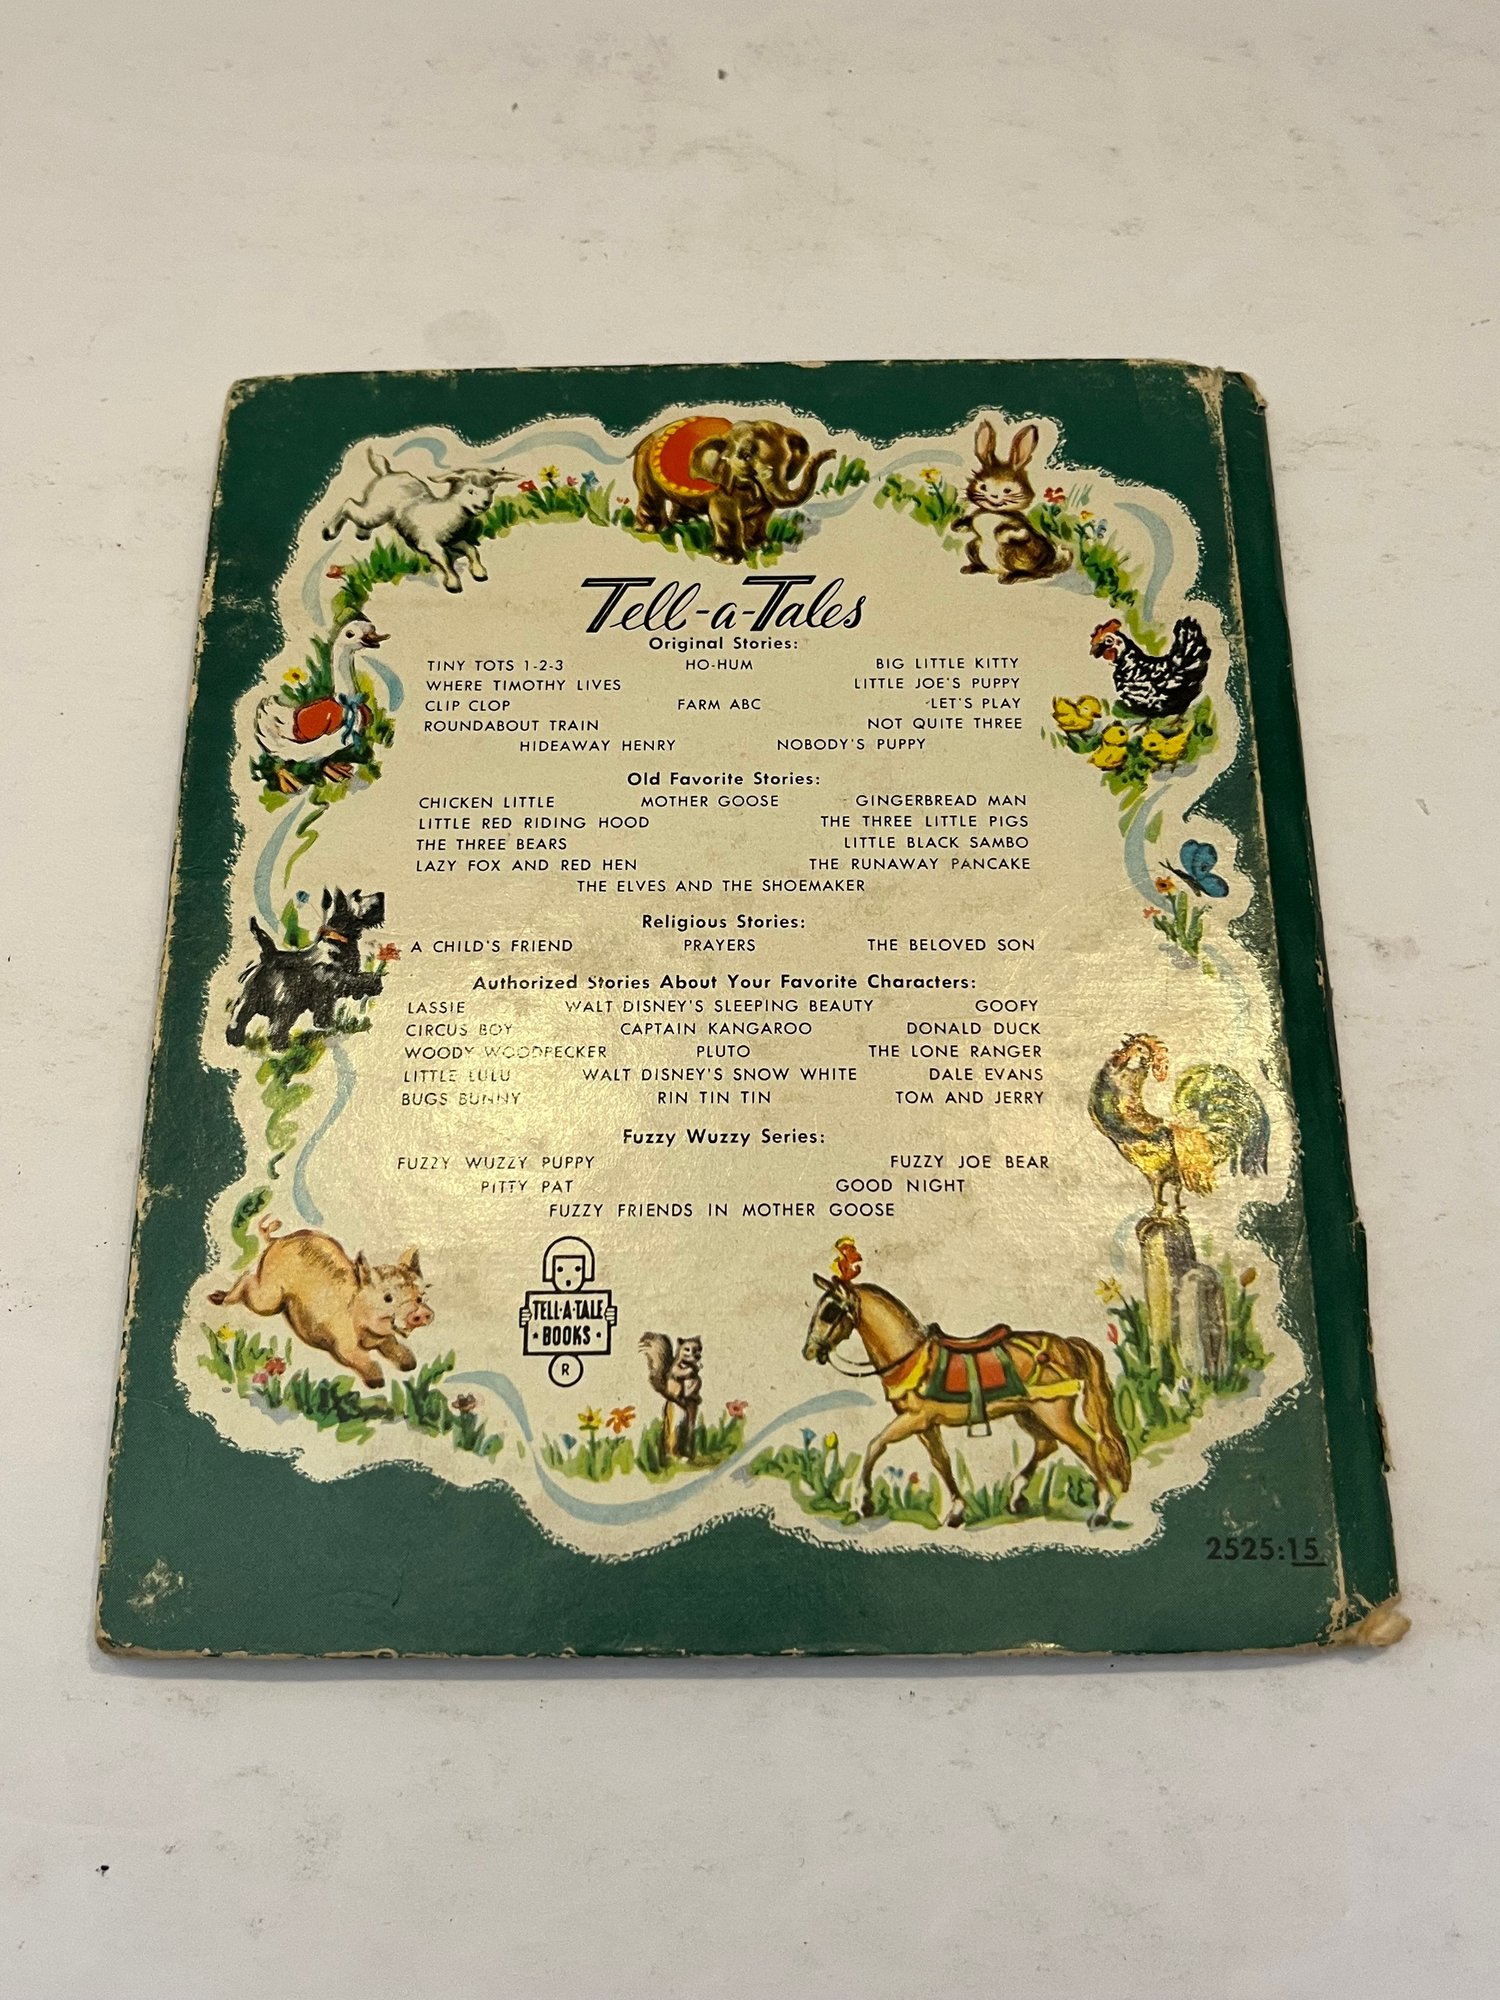 Tell-a-Tales
Original Stories:
TINY TOTS 1-2-3 HO-HUM BIG LITTLE KITTY
WHERE TIMOTHY LIVES LITTLE JOE'S PUPPY
CLIP CLOP FARM ABC LET'S PLAY
ROUNDABOUT TRAIN NOT QUITE THREE
HIDEAWAY HENRY NOBODY'S PUPPY
Old Favorite Stories:
CHICKEN LITTLE MOTHER GOOSE GINGERBREAD MAN
LITTLE RED RIDING HOOD THE THREE LITTLE PIGS
THE THREE BEARS LITTLE BLACK SAMBO
LAZY FOX AND RED HEN THE RUNAWAY PANCAKE
THE ELVES AND THE SHOEMAKER
Religious Stories:
A CHILD'S FRIEND PRAYERS THE BELOVED SON
Authorized Stories About Your Favorite Characters:
LASSIE WALT DISNEY'S SLEEPING BEAUTY GOOFY
CIRCUS BOY CAPTAIN KANGAROO DONALD DUCK
WOODY WOODPECKER PLUTO THE LONE RANGER
LITTLE LULU WALT DISNEY'S SNOW WHITE DALE EVANS
BUGS BUNNY RIN TIN TIN TOM AND JERRY
Fuzzy Wuzzy Series:
FUZZY WUZZY PUPPY FUZZY JOE BEAR
PITTY PAT GOOD NIGHT
FUZZY FRIENDS IN MOTHER GOOSE
TELL-A-TALE
BOOKS
R
2525:15